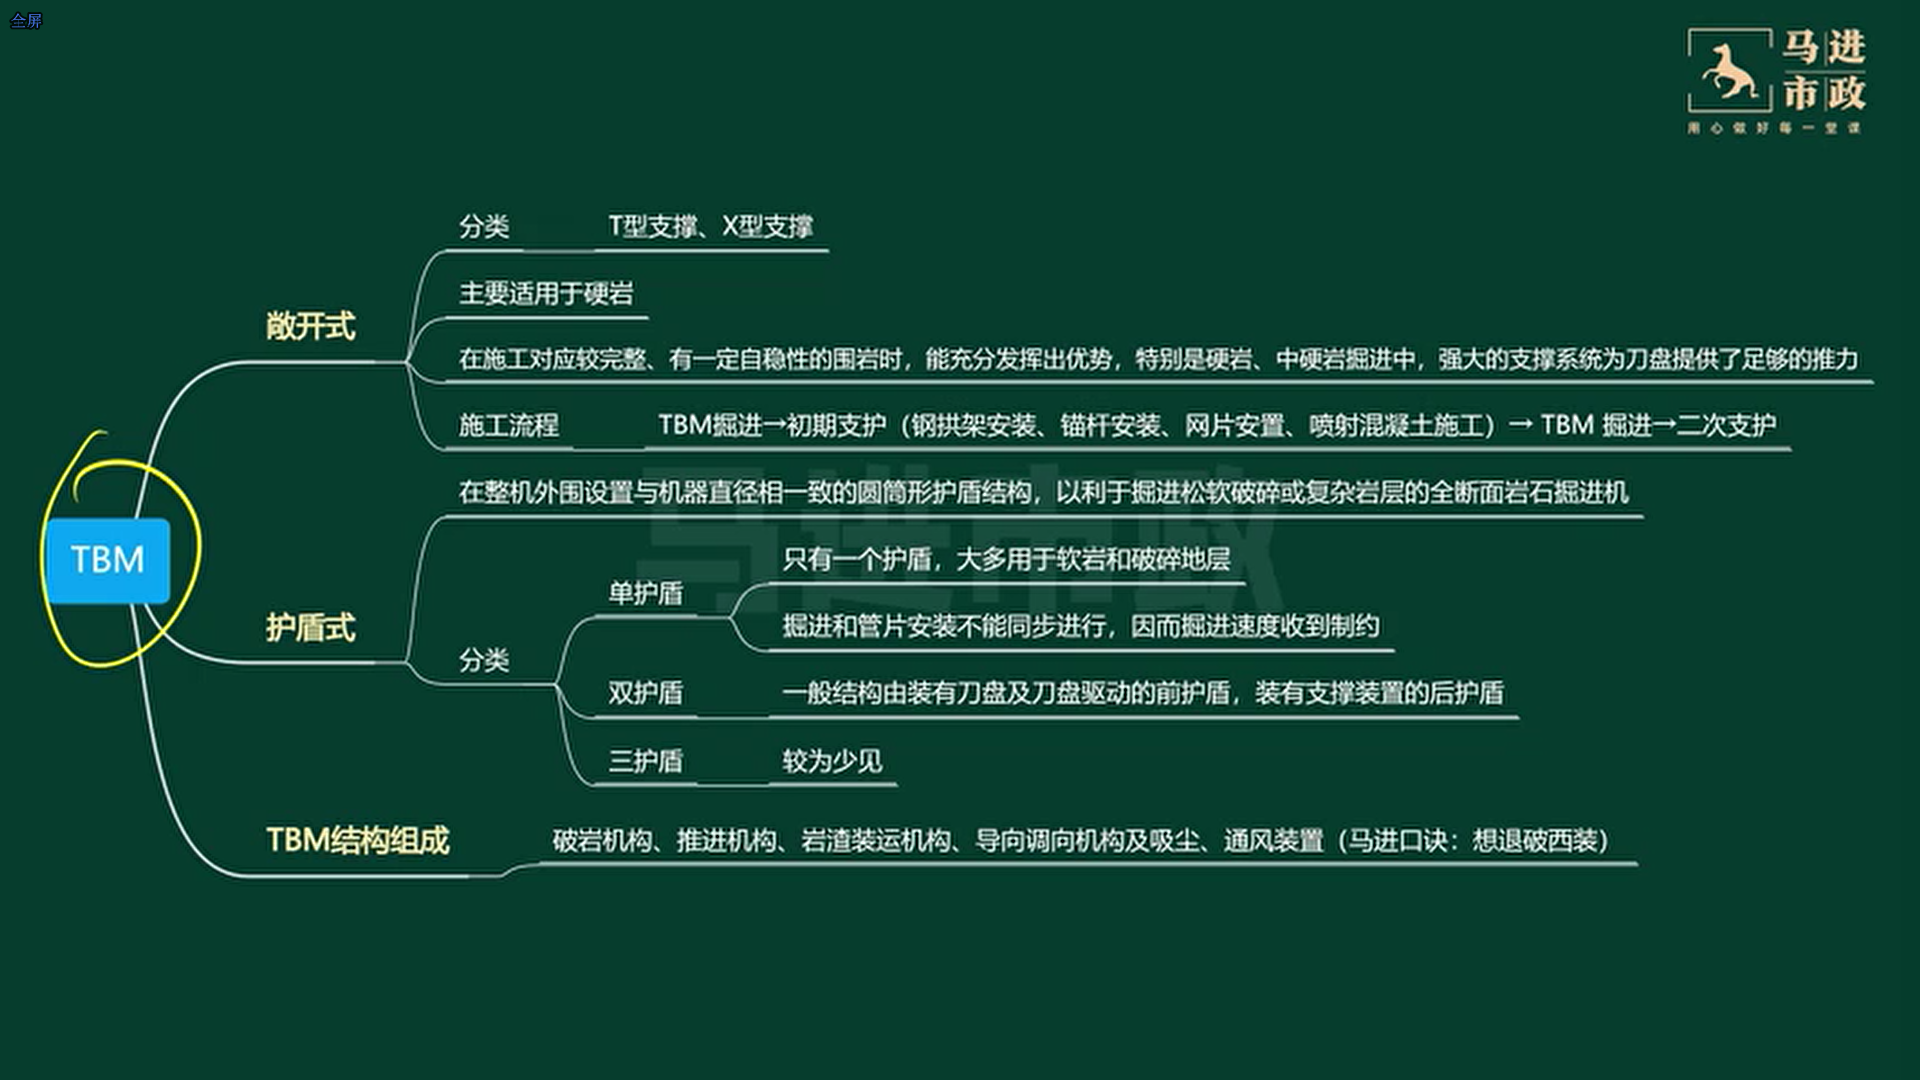 全屏
马进
市政
用心做好每一堂课
分类
T型支撑、X型支撑
主要适用于硬岩
敞开式
在施工对应较完整、有一定自稳性的围岩时，能充分发挥出优势，特别是硬岩、中硬岩掘进中，强大的支撑系统为刀盘提供了足够的推力
施工流程
TBM掘进→初期支护（钢拱架安装、锚杆安装、网片安置、喷射混凝土施工）→ TBM 掘进→二次支护
马进市政
在整机外围设置与机器直径相一致的圆筒形护盾结构，以利于掘进松软破碎或复杂岩层的全断面岩石掘进机
TBM
只有一个护盾，大多用于软岩和破碎地层
单护盾
掘进和管片安装不能同步进行，因而掘进速度收到制约
护盾式
分类
双护盾
一般结构由装有刀盘及刀盘驱动的前护盾，装有支撑装置的后护盾
三护盾
较为少见
TBM结构组成
破岩机构、推进机构、岩渣装运机构、导向调向机构及吸尘、通风装置（马进口诀：想退破西装）